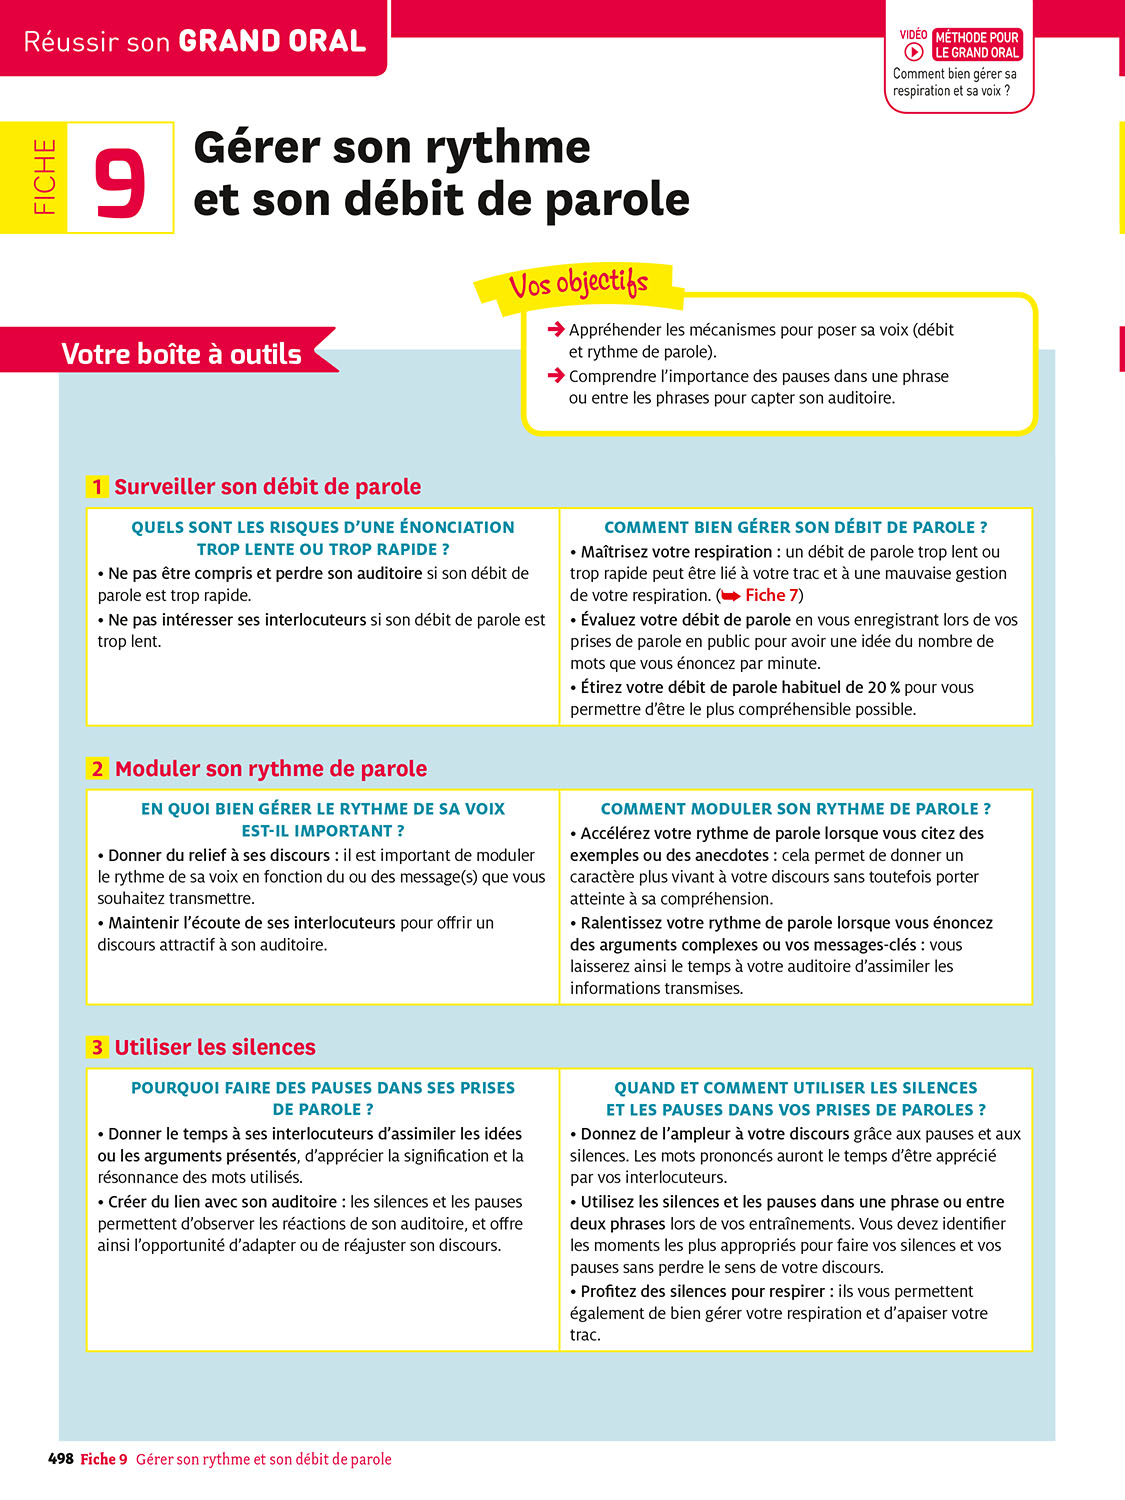 Réussir son GRAND ORAL
VIDÉO
MÉTHODE POUR
LE GRAND ORAL
Comment bien gérer sa
respiration et sa voix ?
FICHE
9
Gérer son rythme
et son débit de parole
Vos objectifs
➔ Appréhender les mécanismes pour poser sa voix (débit
et rythme de parole).
➔ Comprendre l'importance des pauses dans une phrase
ou entre les phrases pour capter son auditoire.
Votre boîte à outils
1 Surveiller son débit de parole
QUELS SONT LES RISQUES D'UNE ÉNONCIATION
TROP LENTE OU TROP RAPIDE ?
• Ne pas être compris et perdre son auditoire si son débit de
parole est trop rapide.
• Ne pas intéresser ses interlocuteurs si son débit de parole est
trop lent.
COMMENT BIEN GÉRER SON DÉBIT DE PAROLE ?
• Maîtrisez votre respiration : un débit de parole trop lent ou
trop rapide peut être lié à votre trac et à une mauvaise gestion
de votre respiration. (➥ Fiche 7)
• Évaluez votre débit de parole en vous enregistrant lors de vos
prises de parole en public pour avoir une idée du nombre de
mots que vous énoncez par minute.
• Étirez votre débit de parole habituel de 20 % pour vous
permettre d'être le plus compréhensible possible.
2 Moduler son rythme de parole
EN QUOI BIEN GÉRER LE RYTHME DE SA VOIX
EST-IL IMPORTANT ?
• Donner du relief à ses discours : il est important de moduler
le rythme de sa voix en fonction du ou des message(s) que vous
souhaitez transmettre.
• Maintenir l'écoute de ses interlocuteurs pour offrir un
discours attractif à son auditoire.
COMMENT MODULER SON RYTHME DE PAROLE ?
• Accélérez votre rythme de parole lorsque vous citez des
exemples ou des anecdotes : cela permet de donner un
caractère plus vivant à votre discours sans toutefois porter
atteinte à sa compréhension.
• Ralentissez votre rythme de parole lorsque vous énoncez
des arguments complexes ou vos messages-clés : vous
laisserez ainsi le temps à votre auditoire d'assimiler les
informations transmises.
3 Utiliser les silences
POURQUOI FAIRE DES PAUSES DANS SES PRISES
DE PAROLE ?
• Donner le temps à ses interlocuteurs d'assimiler les idées
ou les arguments présentés, d'apprécier la signification et la
résonnance des mots utilisés.
• Créer du lien avec son auditoire : les silences et les pauses
permettent d'observer les réactions de son auditoire, et offre
ainsi l'opportunité d'adapter ou de réajuster son discours.
QUAND ET COMMENT UTILISER LES SILENCES
ET LES PAUSES DANS VOS PRISES DE PAROLES ?
• Donnez de l'ampleur à votre discours grâce aux pauses et aux
silences. Les mots prononcés auront le temps d'être apprécié
par vos interlocuteurs.
• Utilisez les silences et les pauses dans une phrase ou entre
deux phrases lors de vos entraînements. Vous devez identifier
les moments les plus appropriés pour faire vos silences et vos
pauses sans perdre le sens de votre discours.
• Profitez des silences pour respirer : ils vous permettent
également de bien gérer votre respiration et d'apaiser votre
trac.
498 Fiche 9 Gérer son rythme et son débit de parole